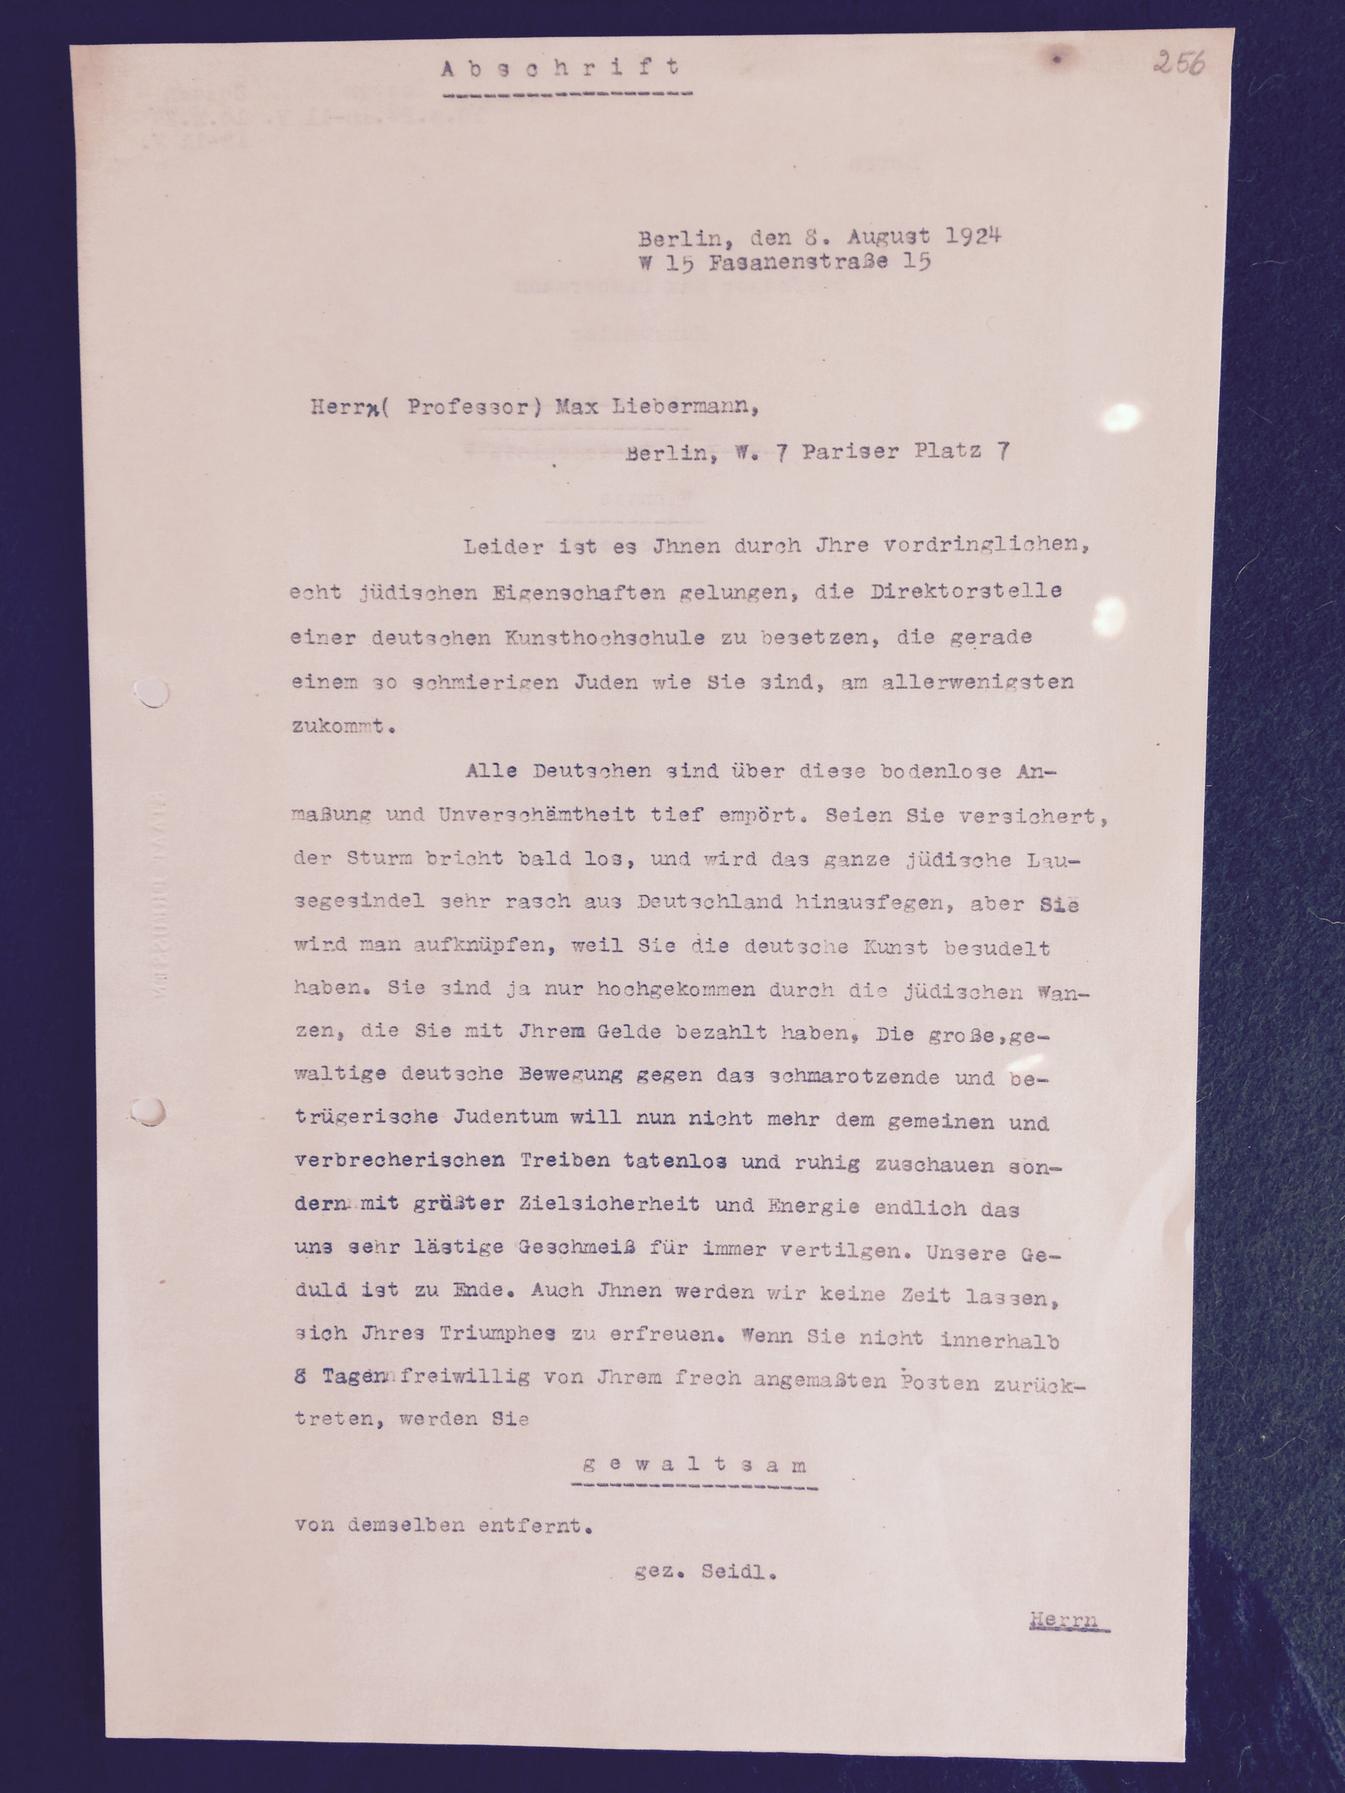 Abschrift
256
Berlin, den 8. August 1924
W 15 Fasanenstraße 15
Herrn( Professor) Max Liebermann,
Berlin, W. 7 Pariser Platz 7
Leider ist es Jhnen durch Jhre vordringlichen,
echt jüdischen Eigenschaften gelungen, die Direktorstelle
einer deutschen Kunsthochschule zu besetzen, die gerade
einem so schmierigen Juden wie Sie sind, am allerwenigsten
zukommt.
Alle Deutschen sind über diese bodenlose An-
maßung und Unverschämtheit tief empört. Seien Sie versichert,
der Sturm bricht bald los, und wird das ganze jüdische Lau-
segesindel sehr rasch aus Deutschland hinausfegen, aber Sie
wird man aufknüpfen, weil Sie die deutsche Kunst besudelt
haben. Sie sind ja nur hochgekommen durch die jüdischen Wan-
zen, die Sie mit Jhrem Gelde bezahlt haben, Die große,ge-
waltige deutsche Bewegung gegen das schmarotzende und be-
trügerische Judentum will nun nicht mehr dem gemeinen und
verbrecherischen Treiben tatenlos und ruhig zuschauen son-
dern mit größter Zielsicherheit und Energie endlich das
uns sehr lästige Geschmeiß für immer vertilgen. Unsere Ge-
duld ist zu Ende. Auch Jhnen werden wir keine Zeit lassen,
sich Jhres Triumphes zu erfreuen. Wenn Sie nicht innerhalb
8 Tagen freiwillig von Jhrem frech angemaßten Posten zurück-
treten, werden Sie
gewaltsam
von demselben entfernt.
gez. Seidl.
Herrn